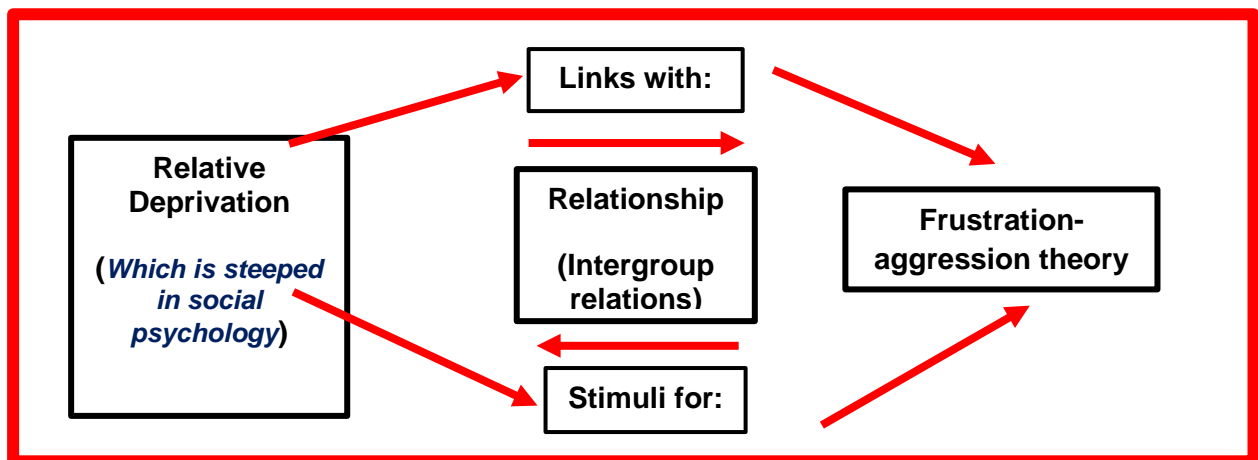 Relative
Deprivation
(Which is steeped
in social
psychology)
Links with:
Relationship
(Intergroup
relations)
Stimuli for:
Frustration-
aggression theory